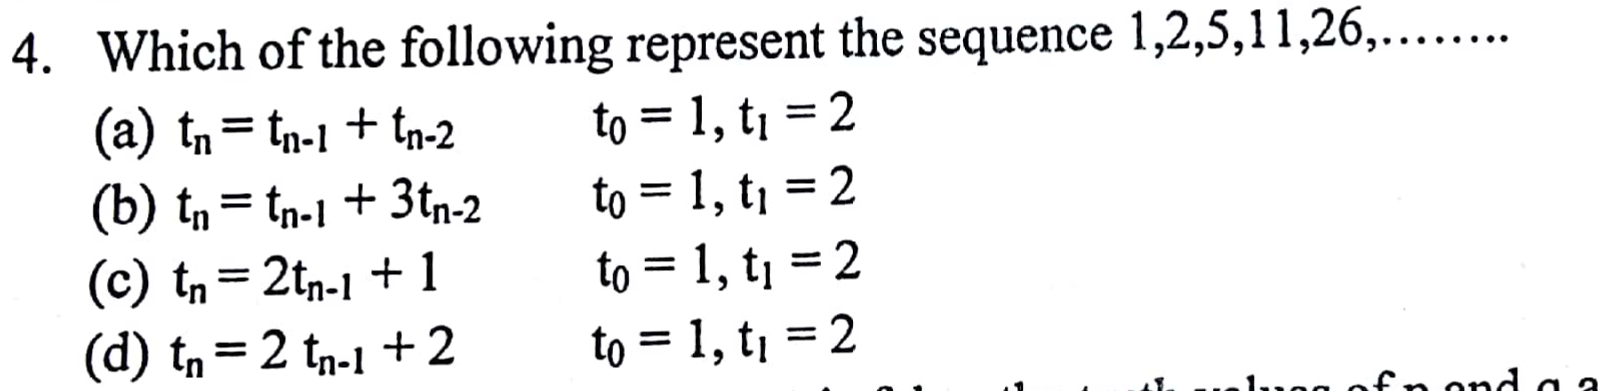 4. Which of the following represent the sequence 1,2,5,11,26,........
(a) tn = tn-1 + tn-2 t0 = 1, t1 = 2
(b) tn = tn-1 + 3tn-2 t0 = 1, t1 = 2
(c) tn = 2tn-1 + 1 t0 = 1, t1 = 2
(d) tn = 2 tn-1 + 2 t0 = 1, t1 = 2